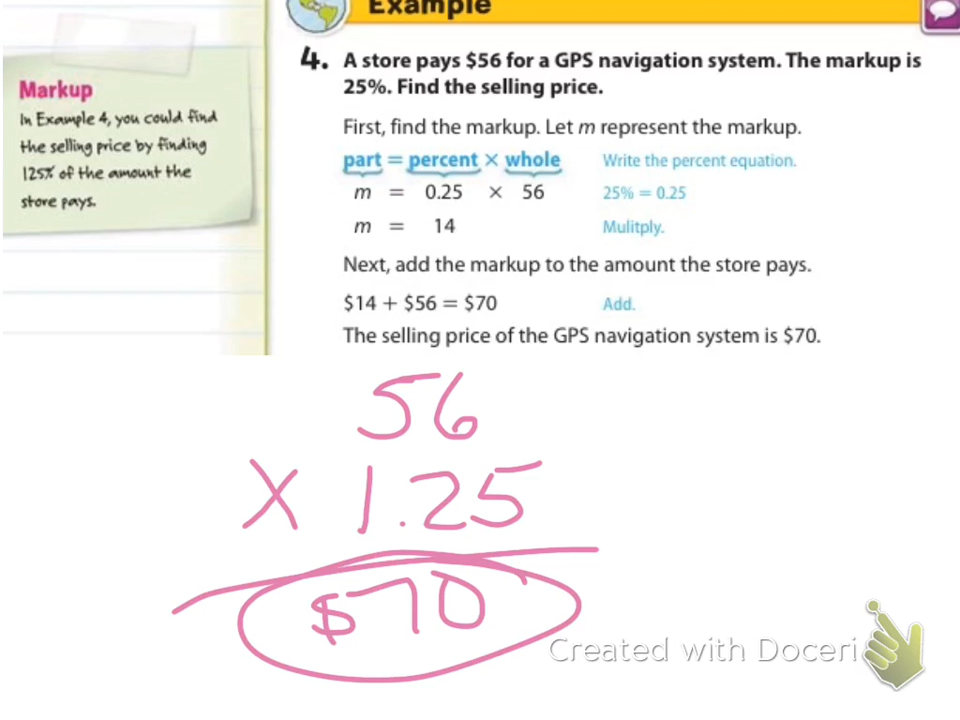 Example
Markup
In Example 4, you could find
the selling price by finding
125% of the amount the
store pays.
4. A store pays $56 for a GPS navigation system. The markup is
25%. Find the selling price.
First, find the markup. Let m represent the markup.
part = percent × whole Write the percent equation.
m = 0.25 × 56 25% = 0.25
m = 14 Mulitply.
Next, add the markup to the amount the store pays.
$14 + $56 = $70 Add.
The selling price of the GPS navigation system is $70.
56
X 1.25
$70
Created with Doceri